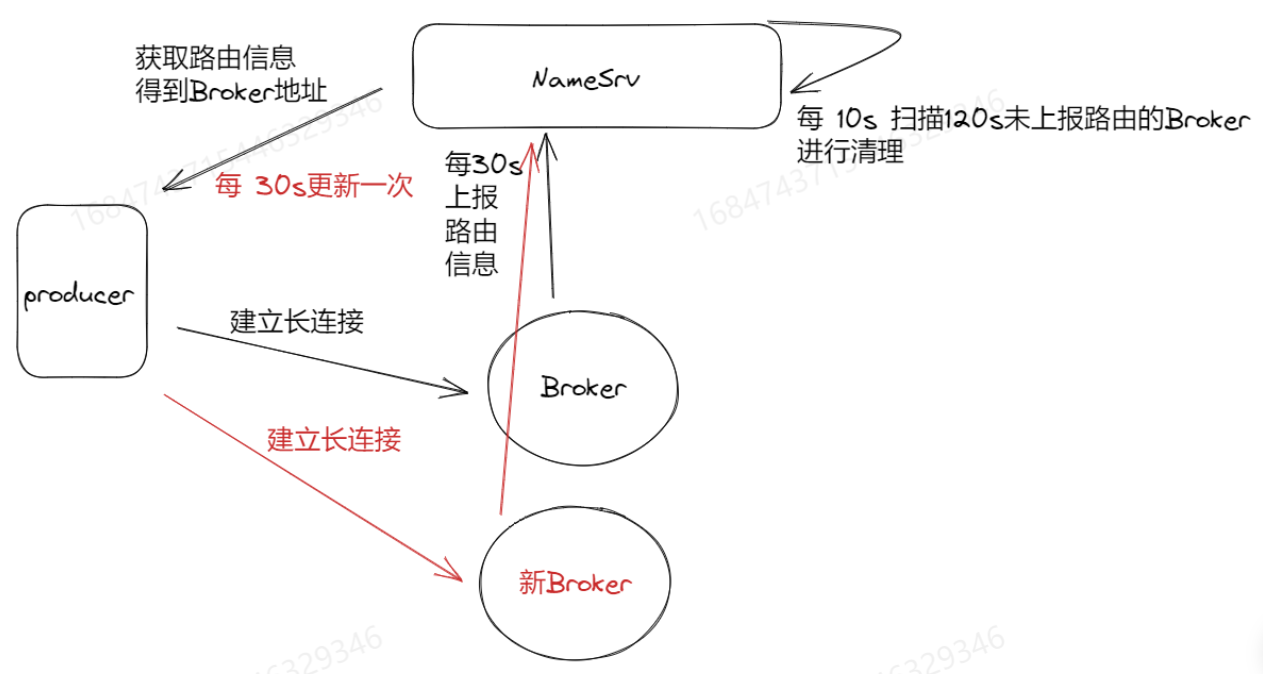 获取路由信息
得到Broker地址
NameSrv
每 10s 扫描120s未上报路由的Broker
进行清理
每 30s更新一次
每30s
上报
路由
信息
producer
建立长连接
Broker
建立长连接
新Broker